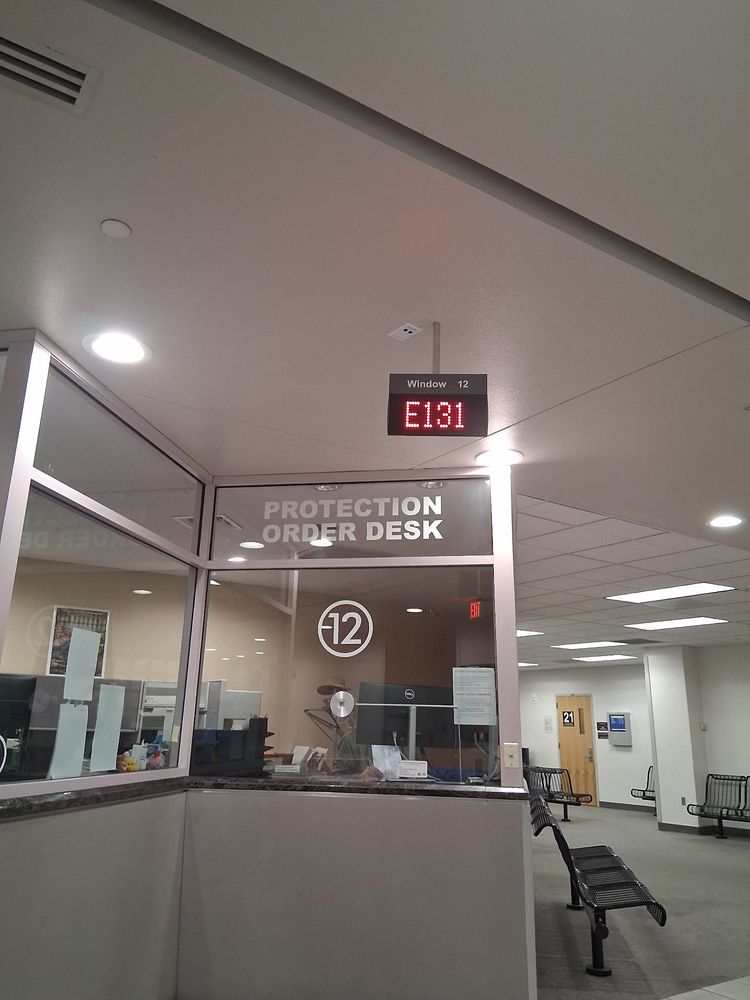 Window 12
E131
PROTECTION
ORDER DESK
12
EXIT
DELL
21